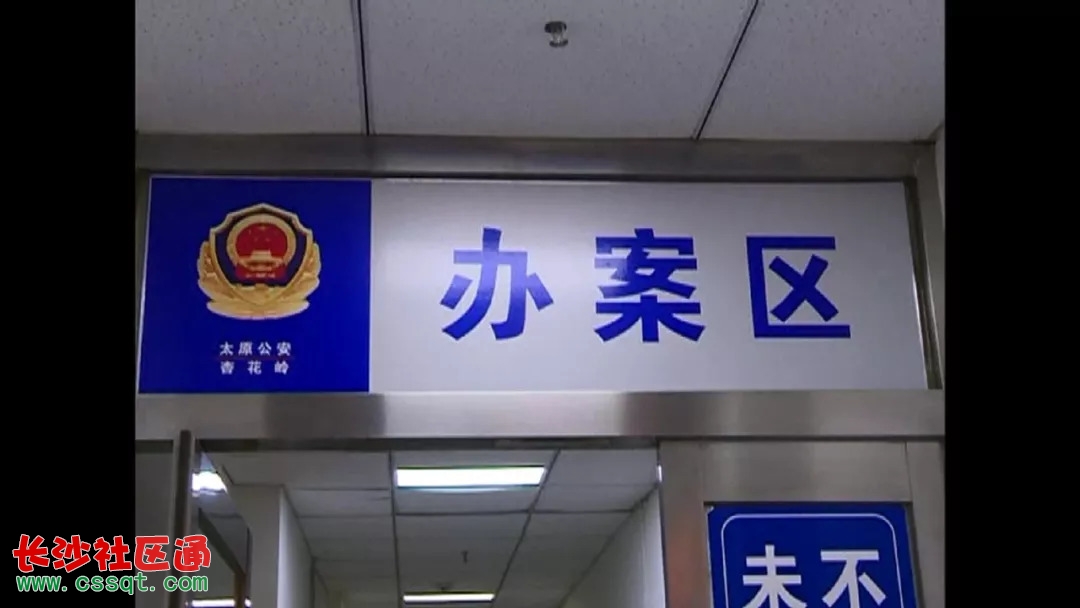 办案区
太原公安
杏花岭
未不
长沙社区通
www.cssqt.com